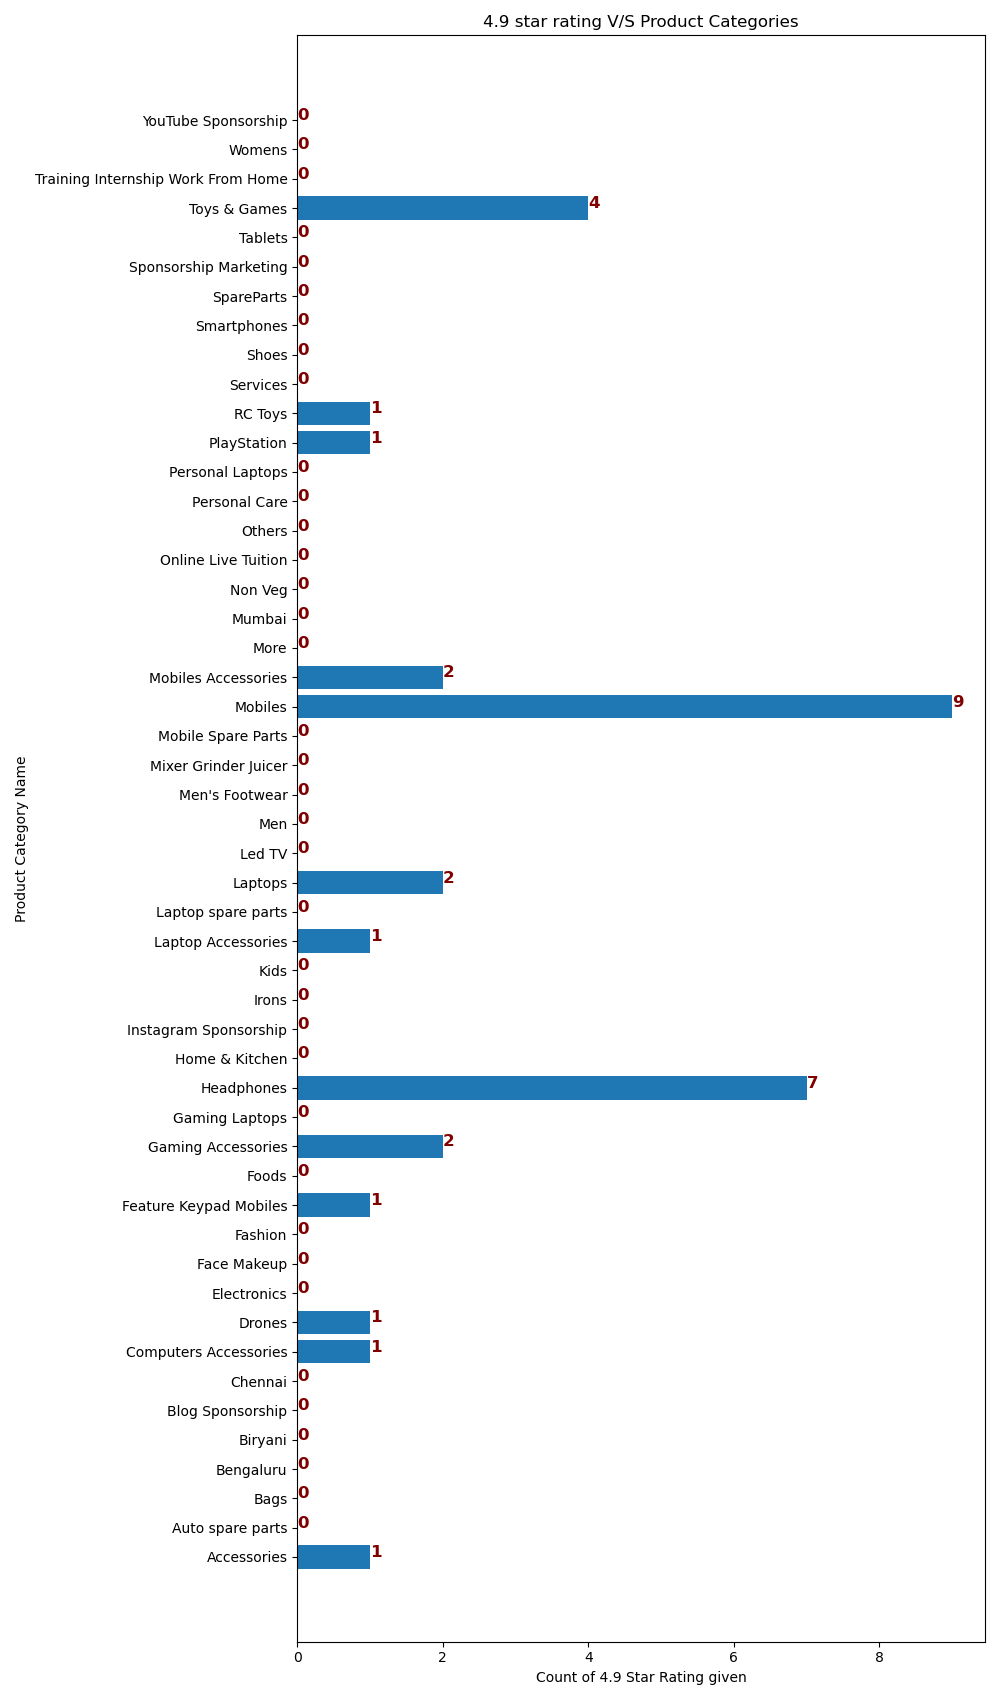 4.9 star rating V/S Product Categories
YouTube Sponsorship 0
Womens 0
Training Internship Work From Home 0
Toys & Games 4
Tablets 0
Sponsorship Marketing 0
SpareParts 0
Smartphones 0
Shoes 0
Services 0
RC Toys 1
PlayStation 1
Personal Laptops 0
Personal Care 0
Others 0
Online Live Tuition 0
Non Veg 0
Mumbai 0
More 0
Mobiles Accessories 2
Mobiles 9
Mobile Spare Parts 0
Mixer Grinder Juicer 0
Men's Footwear 0
Men 0
Led TV 0
Laptops 2
Laptop spare parts 0
Laptop Accessories 1
Kids 0
Irons 0
Instagram Sponsorship 0
Home & Kitchen 0
Headphones 7
Gaming Laptops 0
Gaming Accessories 2
Foods 0
Feature Keypad Mobiles 1
Fashion 0
Face Makeup 0
Electronics 0
Drones 1
Computers Accessories 1
Chennai 0
Blog Sponsorship 0
Biryani 0
Bengaluru 0
Bags 0
Auto spare parts 0
Accessories 1
Product Category Name
0 2 4 6 8
Count of 4.9 Star Rating given